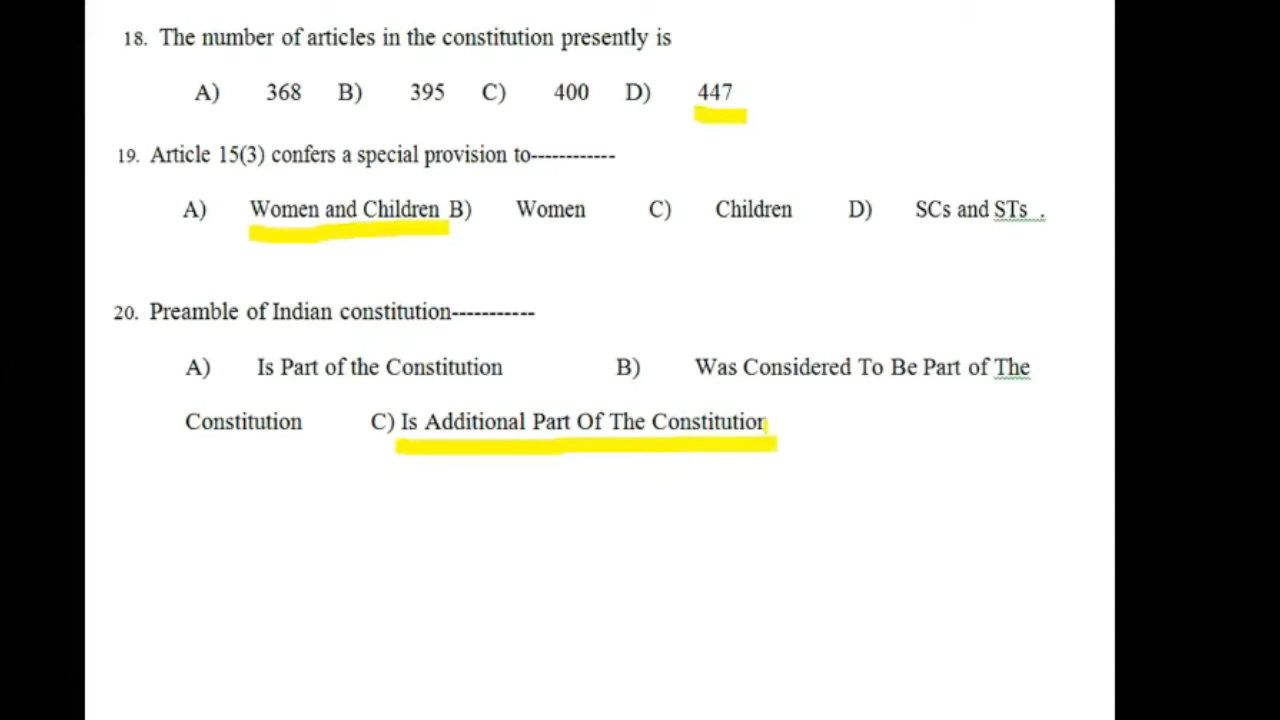 18. The number of articles in the constitution presently is
A) 368 B) 395 C) 400 D) 447
19. Article 15(3) confers a special provision to------------
A) Women and Children B) Women C) Children D) SCs and STs .
20. Preamble of Indian constitution-----------
A) Is Part of the Constitution B) Was Considered To Be Part of The
Constitution C) Is Additional Part Of The Constitution